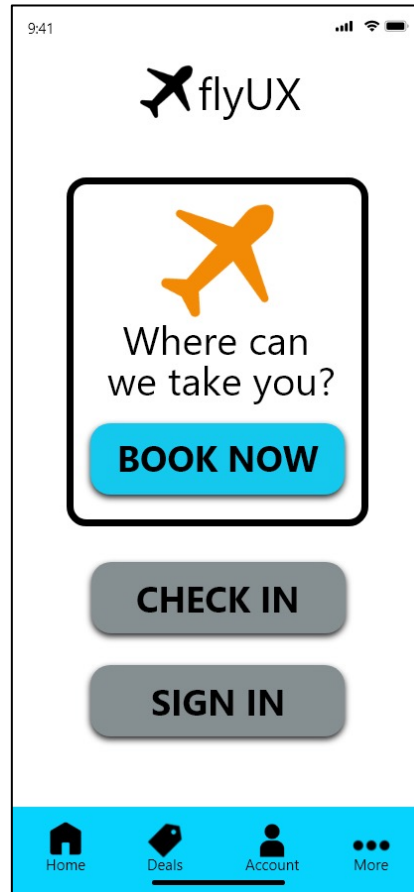 9:41
flyUX
Where can
we take you?
BOOK NOW
CHECK IN
SIGN IN
Home Deals Account More